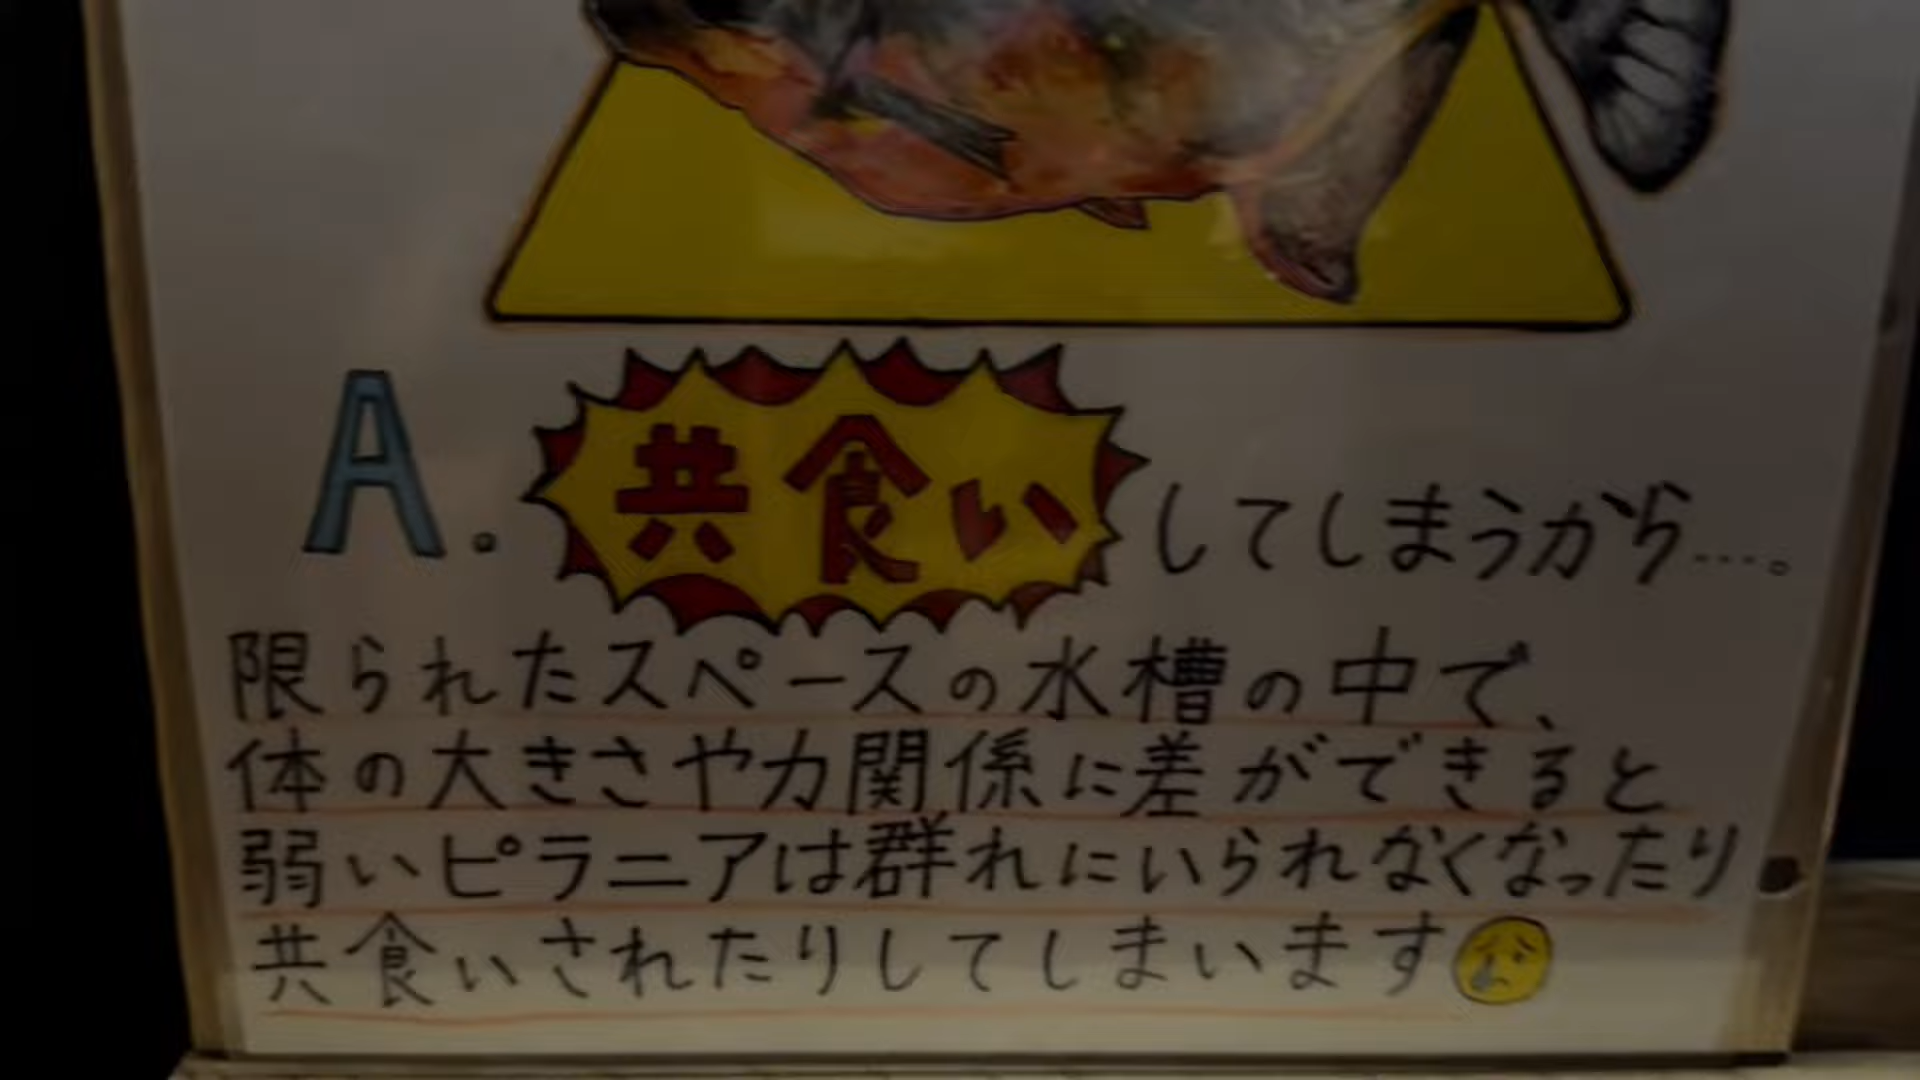 A. 共食いしてしまうから....。
限られたスペースの水槽の中で、
体の大きさや力関係に差ができると
弱いピラニアは群れにいられなくなったり
共食いされたりしてしまいます